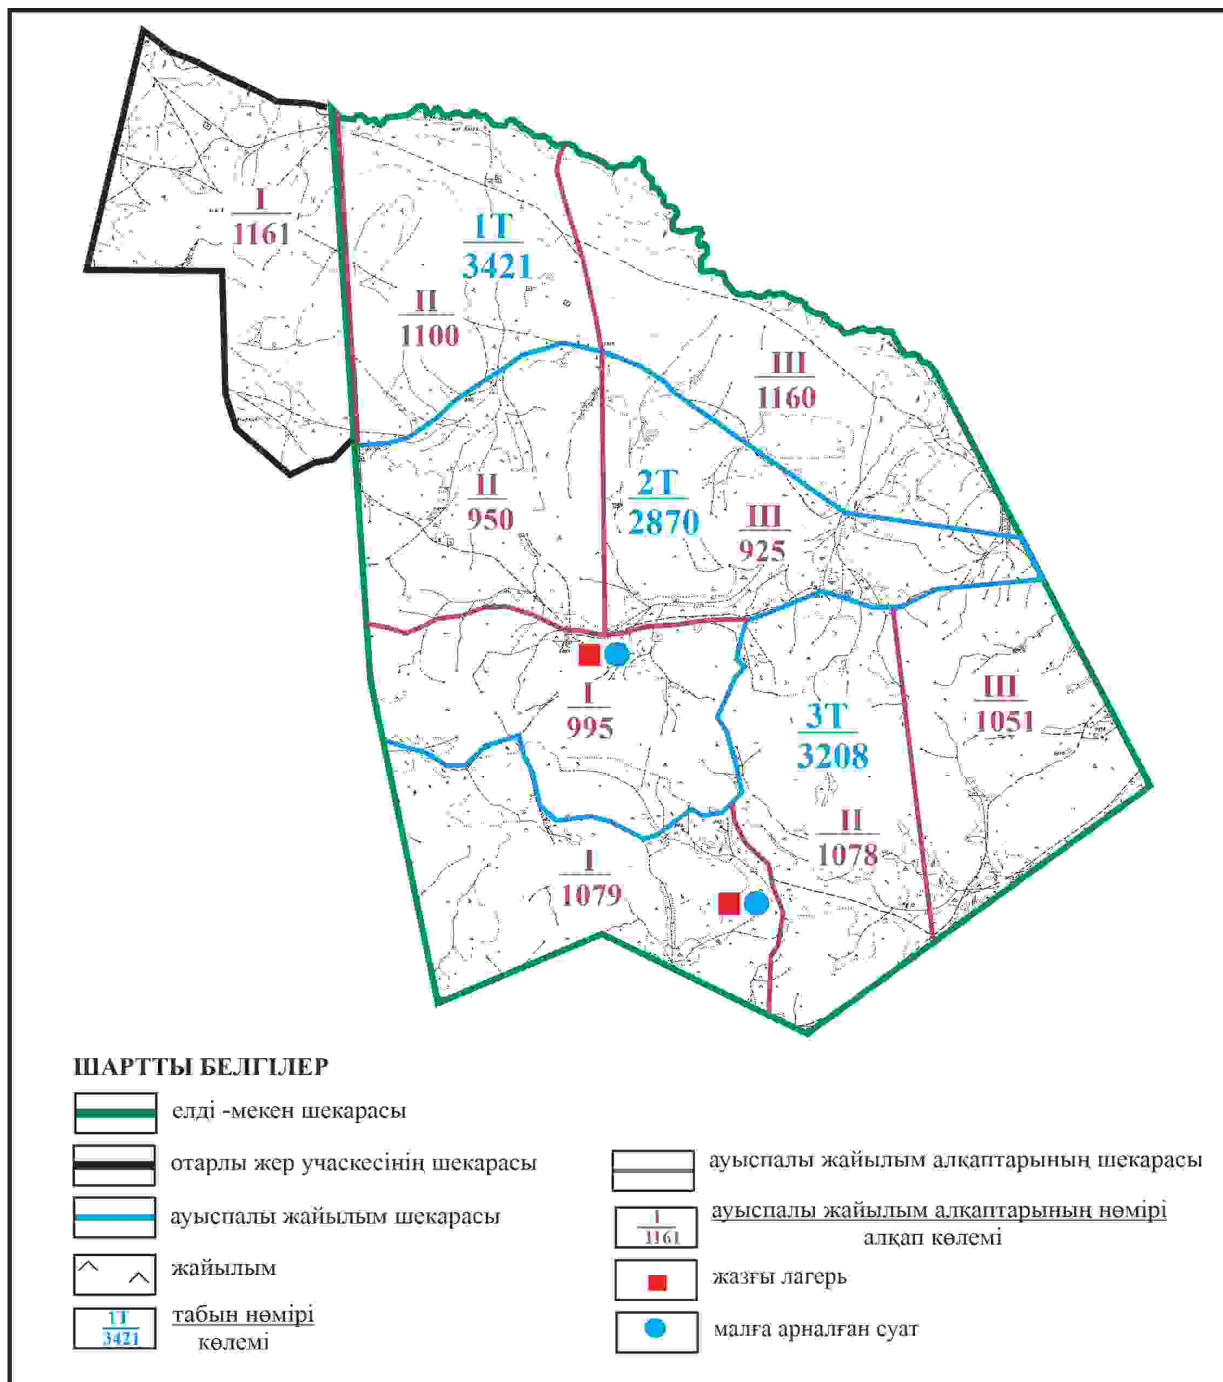 I
1161
1Т
3421
II
1100
III
1160
II
950
2Т
2870
III
925
I
995
III
1051
3Т
3208
II
1078
I
1079
ШАРТТЫ БЕЛГІЛЕР
елді -мекен шекарасы
отарлы жер учаскесінің шекарасы
ауыспалы жайылым шекарасы
жайылым
1Т
3421
табын нөмірі
көлемі
ауыспалы жайылым алқаптарының шекарасы
I
1161
ауыспалы жайылым алқаптарының нөмірі
алқап көлемі
жазғы лагерь
малға арналған суат